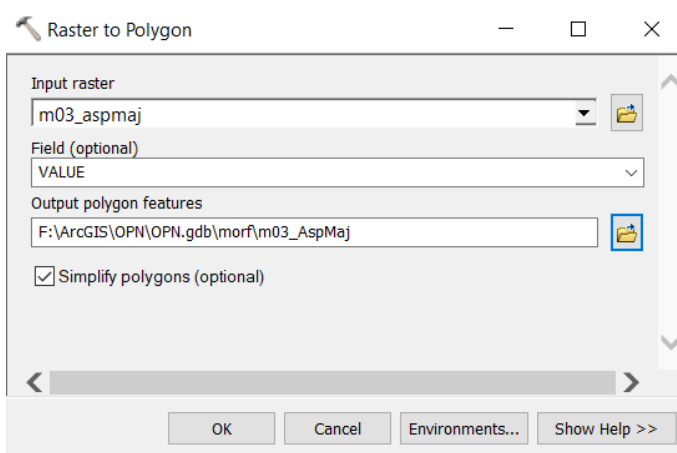 Raster to Polygon
Input raster
m03_aspmaj
Field (optional)
VALUE
Output polygon features
F:\ArcGIS\OPN\OPN.gdb\morf\m03_AspMaj
Simplify polygons (optional)
OK Cancel Environments... Show Help >>